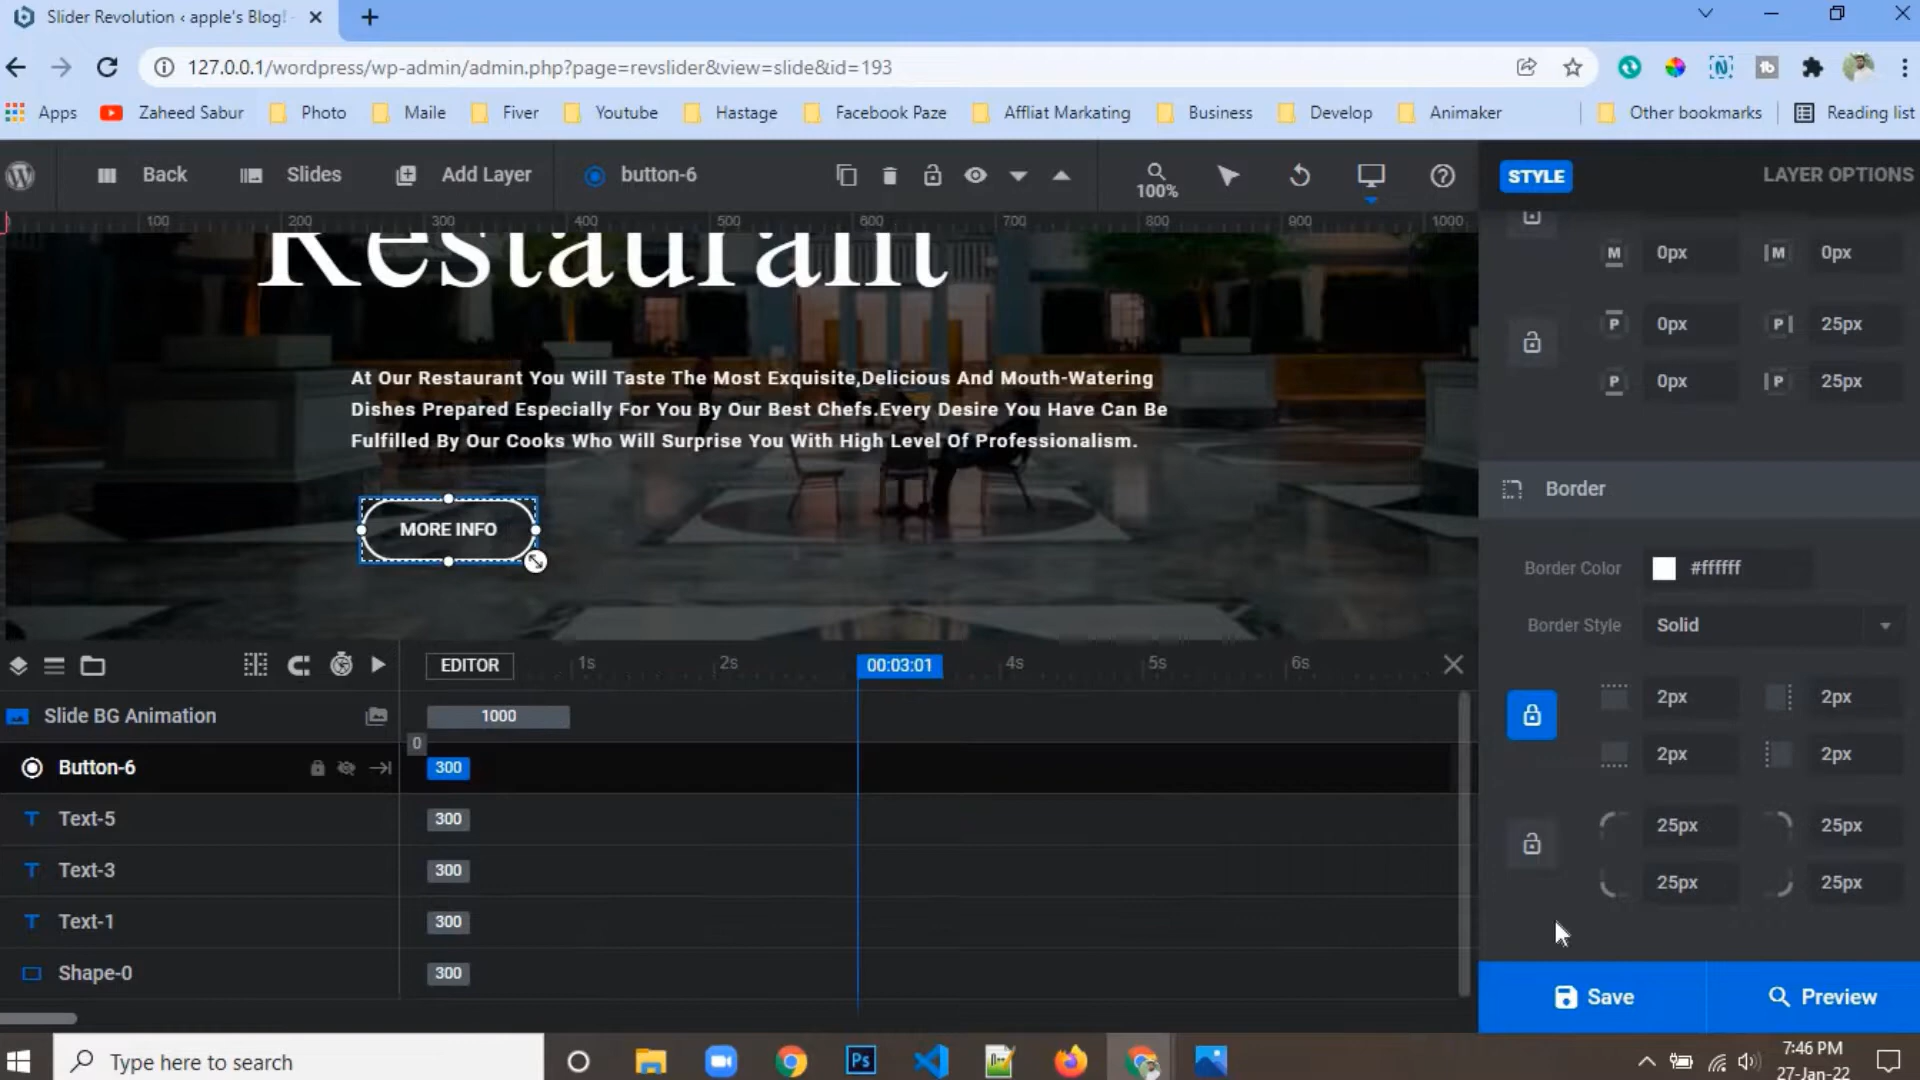 Slider Revolution ‹ apple's Blog! -
127.0.0.1/wordpress/wp-admin/admin.php?page=revslider&view=slide&id=193
Apps Zaheed Sabur Photo Maile Fiver Youtube Hastage Facebook Paze Affliat Markating Business Develop Animaker Other bookmarks Reading list
Back Slides Add Layer button-6 100% STYLE LAYER OPTIONS
100 200 300 400 500 600 700 800 900 1000
Restaurant
At Our Restaurant You Will Taste The Most Exquisite,Delicious And Mouth-Watering
Dishes Prepared Especially For You By Our Best Chefs.Every Desire You Have Can Be
Fulfilled By Our Cooks Who Will Surprise You With High Level Of Professionalism.
MORE INFO
M 0px M 0px
P 0px P 25px
P 0px P 25px
Border
Border Color #ffffff
Border Style Solid
2px 2px
2px 2px
25px 25px
25px 25px
Save Preview
EDITOR 1s 2s 00:03:01 4s 5s 6s
Slide BG Animation 1000
0
Button-6 300
Text-5 300
Text-3 300
Text-1 300
Shape-0 300
Type here to search
Ps
7:46 PM
27-Jan-22